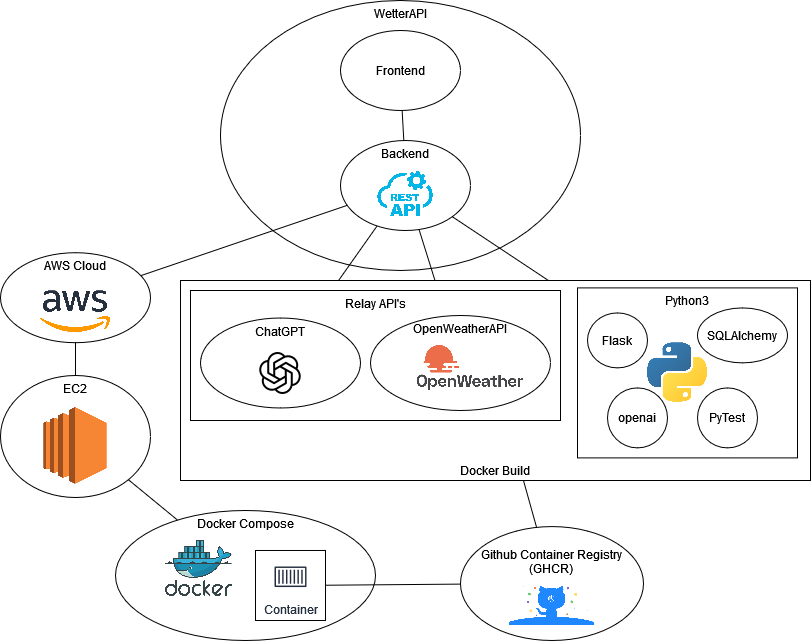 WetterAPI
Frontend
Backend
REST
API
AWS Cloud
aws
EC2
Relay API's
ChatGPT
OpenWeatherAPI
OpenWeather
Python3
Flask
SQLAlchemy
openai
PyTest
Docker Build
Docker Compose
docker
Container
Github Container Registry
(GHCR)